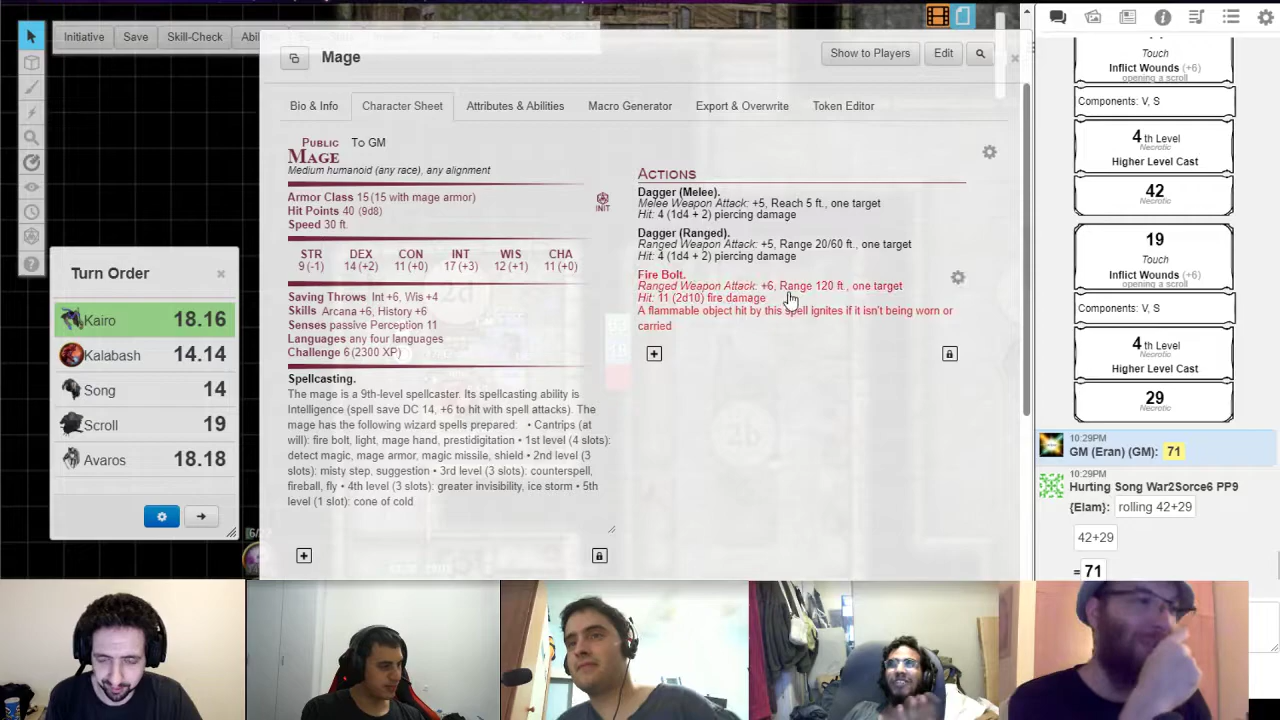 Initiative
Save
Skill-Check
Abi
Mage
Show to Players
Edit
Bio & Info
Character Sheet
Attributes & Abilities
Macro Generator
Export & Overwrite
Token Editor
PUBLIC
To GM
MAGE
Medium humanoid (any race), any alignment
Armor Class 15 (15 with mage armor)
Hit Points 40 (9d8)
Speed 30 ft.
INIT
STR DEX CON INT WIS CHA
9 (-1) 14 (+2) 11 (+0) 17 (+3) 12 (+1) 11 (+0)
Saving Throws Int +6, Wis +4
Skills Arcana +6, History +6
Senses passive Perception 11
Languages any four languages
Challenge 6 (2300 XP)
Spellcasting.
The mage is a 9th-level spellcaster. Its spellcasting ability is
Intelligence (spell save DC 14, +6 to hit with spell attacks). The
mage has the following wizard spells prepared: • Cantrips (at
will): fire bolt, light, mage hand, prestidigitation • 1st level (4 slots):
detect magic, mage armor, magic missile, shield • 2nd level (3
slots): misty step, suggestion • 3rd level (3 slots): counterspell,
fireball, fly • 4th level (3 slots): greater invisibility, ice storm • 5th
level (1 slot): cone of cold
ACTIONS
Dagger (Melee).
Melee Weapon Attack: +5, Reach 5 ft., one target
Hit: 4 (1d4 + 2) piercing damage
Dagger (Ranged).
Ranged Weapon Attack: +5, Range 20/60 ft., one target
Hit: 4 (1d4 + 2) piercing damage
Fire Bolt.
Ranged Weapon Attack: +6, Range 120 ft., one target
Hit: 11 (2d10) fire damage
A flammable object hit by this spell ignites if it isn't being worn or
carried
Turn Order
Kairo 18.16
Kalabash 14.14
Song 14
Scroll 19
Avaros 18.18
Touch
Inflict Wounds (+6)
opening a scroll
Components: V, S
4 th Level
Necrotic
Higher Level Cast
42
Necrotic
19
Touch
Inflict Wounds (+6)
opening a scroll
Components: V, S
4 th Level
Necrotic
Higher Level Cast
29
Necrotic
10:29PM
GM (Eran) (GM): 71
10:29PM
Hurting Song War2Sorce6 PP9
{Elam}: rolling 42+29
42+29
=71